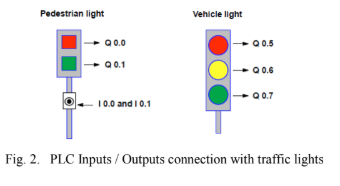 Pedestrian light
Vehicle light
Q 0.0
Q 0.1
I 0.0 and I 0.1
Q 0.5
Q 0.6
Q 0.7
Fig. 2. PLC Inputs / Outputs connection with traffic lights